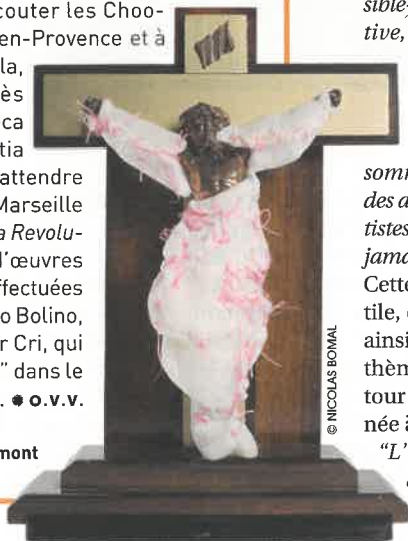 couter les Choo-
en-Provence et à
la,
ès
ca
tia
attendre
Marseille
a Revolu-
d'œuvres
ffectuées
o Bolino,
r Cri, qui
" dans le
. ● o.v.v.
mont
© NICOLAS BOMAL
sible,
tive,
somm
des a
tistes
jama
Cette
tile,
ainsi
thèm
tour
née à
"L'